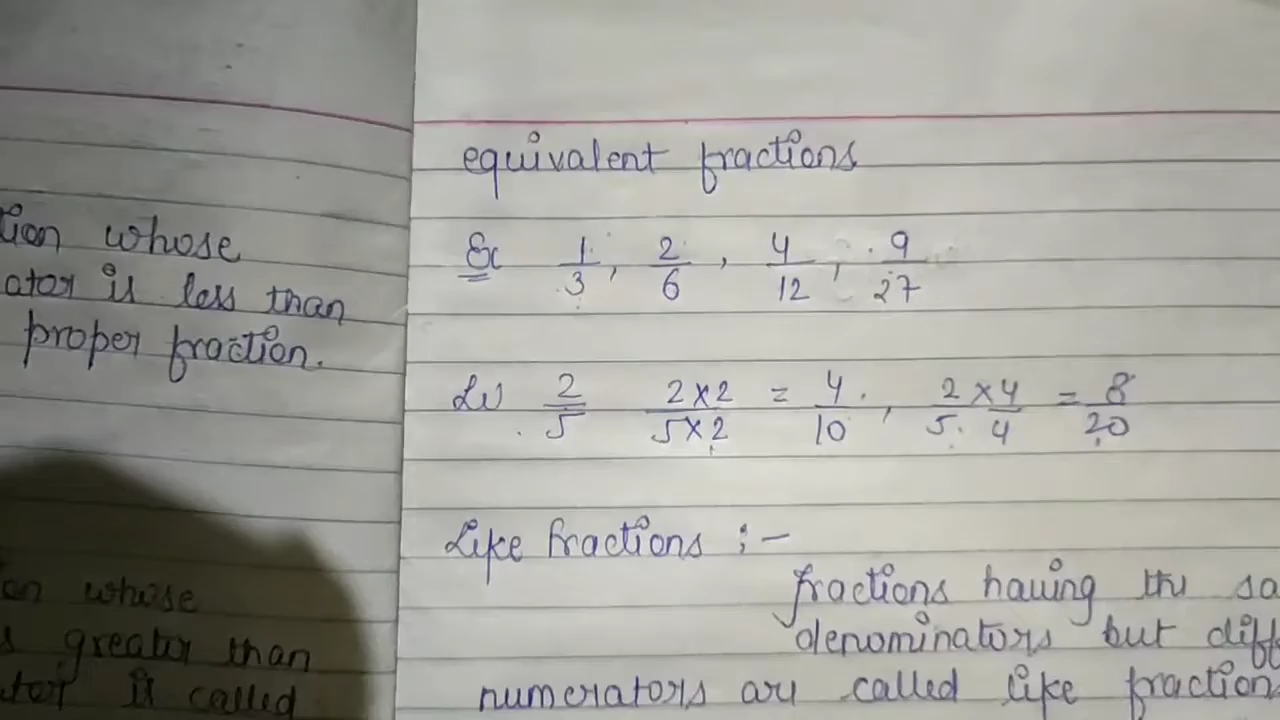 tion whose
ator is less than
proper fraction.
on whose
s greater than
ator is called
equivalent fractions
Ex 1/3, 2/6, 4/12, 9/27
2/5 2×2/5×2 = 4/10, 2×4/5. 4 = 8/20
Like fractions :-
fractions having the sa
denominators but diff
numerators are called like fraction